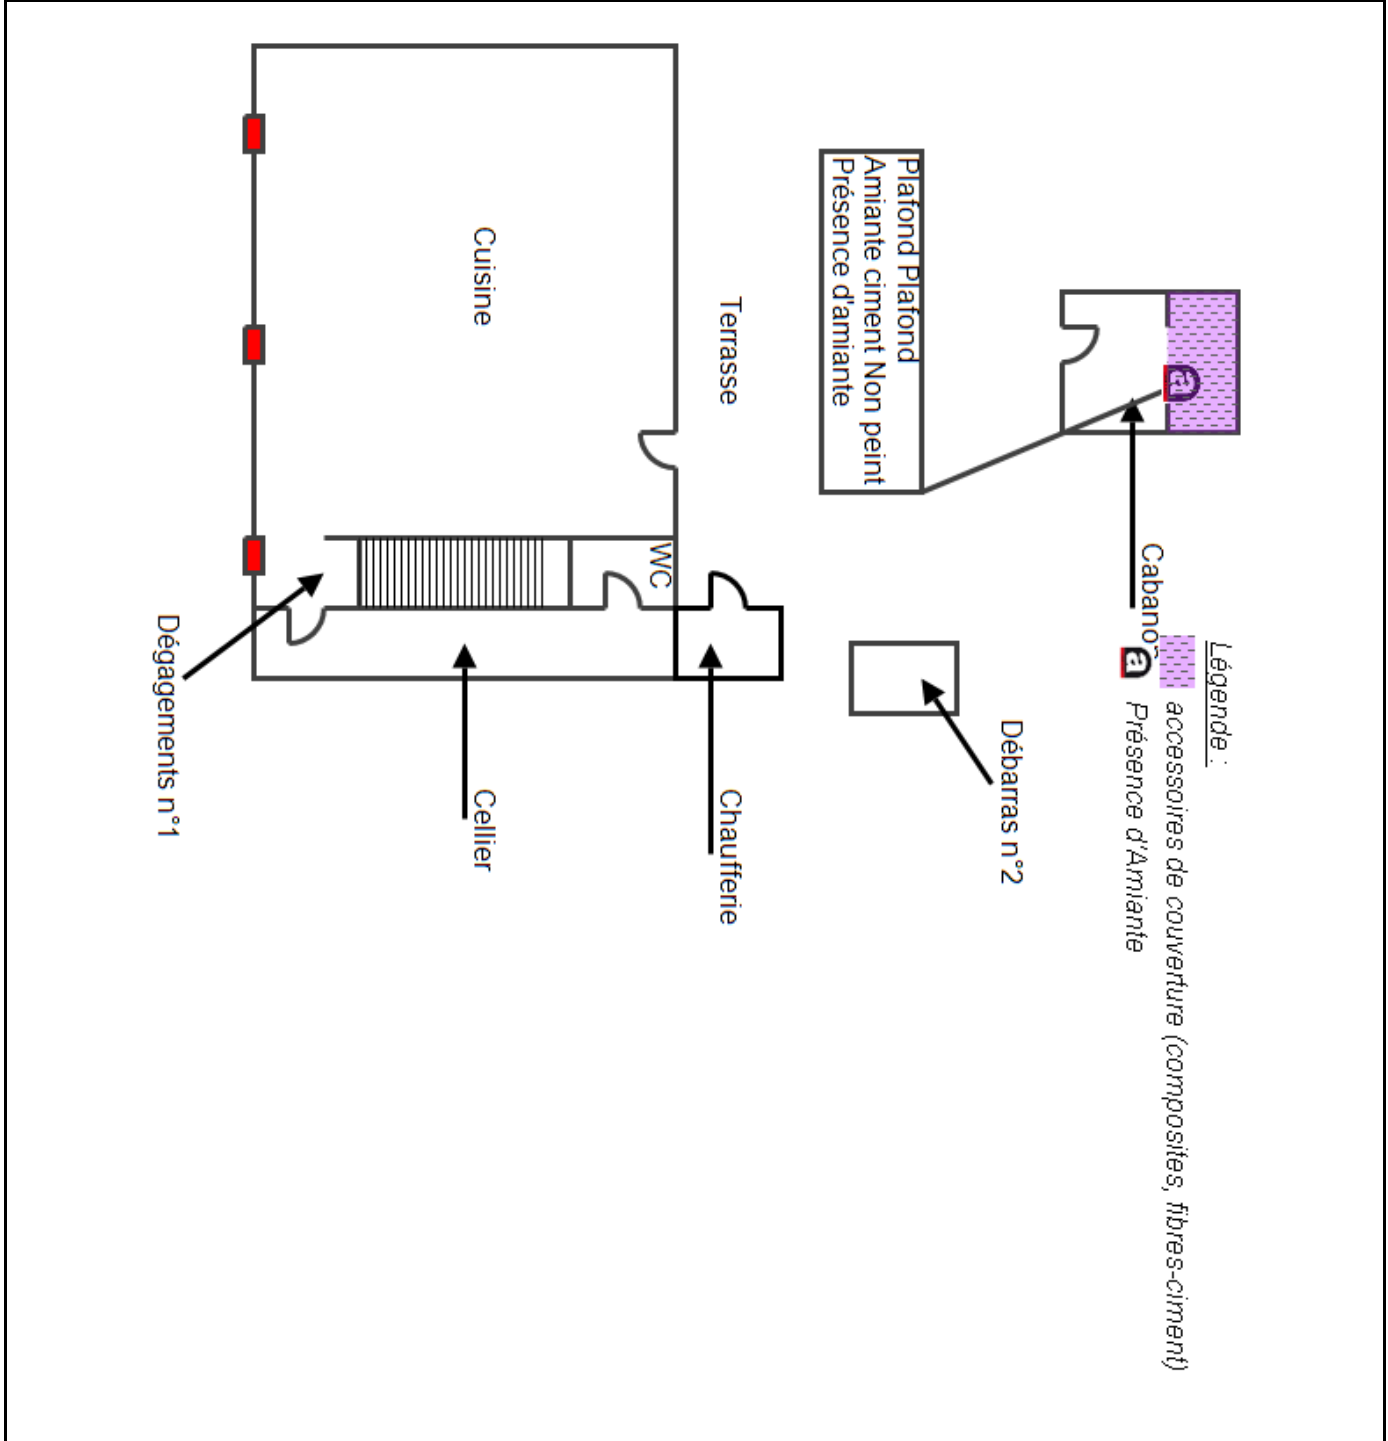 Légende :
accessoires de couverture (composites, fibres-ciment)
a Présence d'Amiante
a
Cabano
Débarras n°2
Plafond Plafond
Amiante ciment Non peint
Présence d'amiante
Terrasse
Chaufferie
WC
Cuisine
Cellier
Dégagements n°1